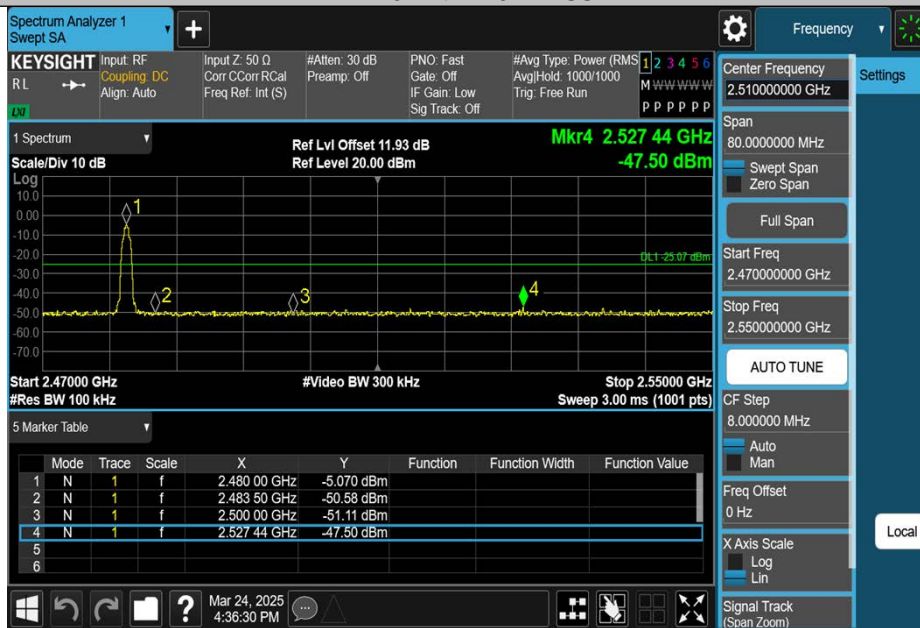 Spectrum Analyzer 1
Swept SA
+
Frequency
KEYSIGHT
RL
LXI
Input: RF
Coupling: DC
Align: Auto
Input Z: 50 Ω
Corr CCorr RCal
Freq Ref: Int (S)
#Atten: 30 dB
Preamp: Off
PNO: Fast
Gate: Off
IF Gain: Low
Sig Track: Off
#Avg Type: Power (RMS
Avg|Hold: 1000/1000
Trig: Free Run
1 2 3 4 5 6
M W W W W W
P P P P P P
1 Spectrum
Scale/Div 10 dB
Ref Lvl Offset 11.93 dB
Ref Level 20.00 dBm
Mkr4 2.527 44 GHz
-47.50 dBm
Log
10.0
0.00
-10.0
-20.0
-30.0
-40.0
-50.0
-60.0
-70.0
1
2
3
4
DL1 -25.07 dBm
Start 2.47000 GHz
#Video BW 300 kHz
Stop 2.55000 GHz
#Res BW 100 kHz
Sweep 3.00 ms (1001 pts)
5 Marker Table
Mode Trace Scale X Y Function Function Width Function Value
1 N 1 f 2.480 00 GHz -5.070 dBm
2 N 1 f 2.483 50 GHz -50.58 dBm
3 N 1 f 2.500 00 GHz -51.11 dBm
4 N 1 f 2.527 44 GHz -47.50 dBm
5
6
?
Mar 24, 2025
4:36:30 PM
Center Frequency
2.510000000 GHz
Span
80.0000000 MHz
Swept Span
Zero Span
Full Span
Start Freq
2.470000000 GHz
Stop Freq
2.550000000 GHz
AUTO TUNE
CF Step
8.000000 MHz
Auto
Man
Freq Offset
0 Hz
X Axis Scale
Log
Lin
Signal Track
(Span Zoom)
Settings
Local